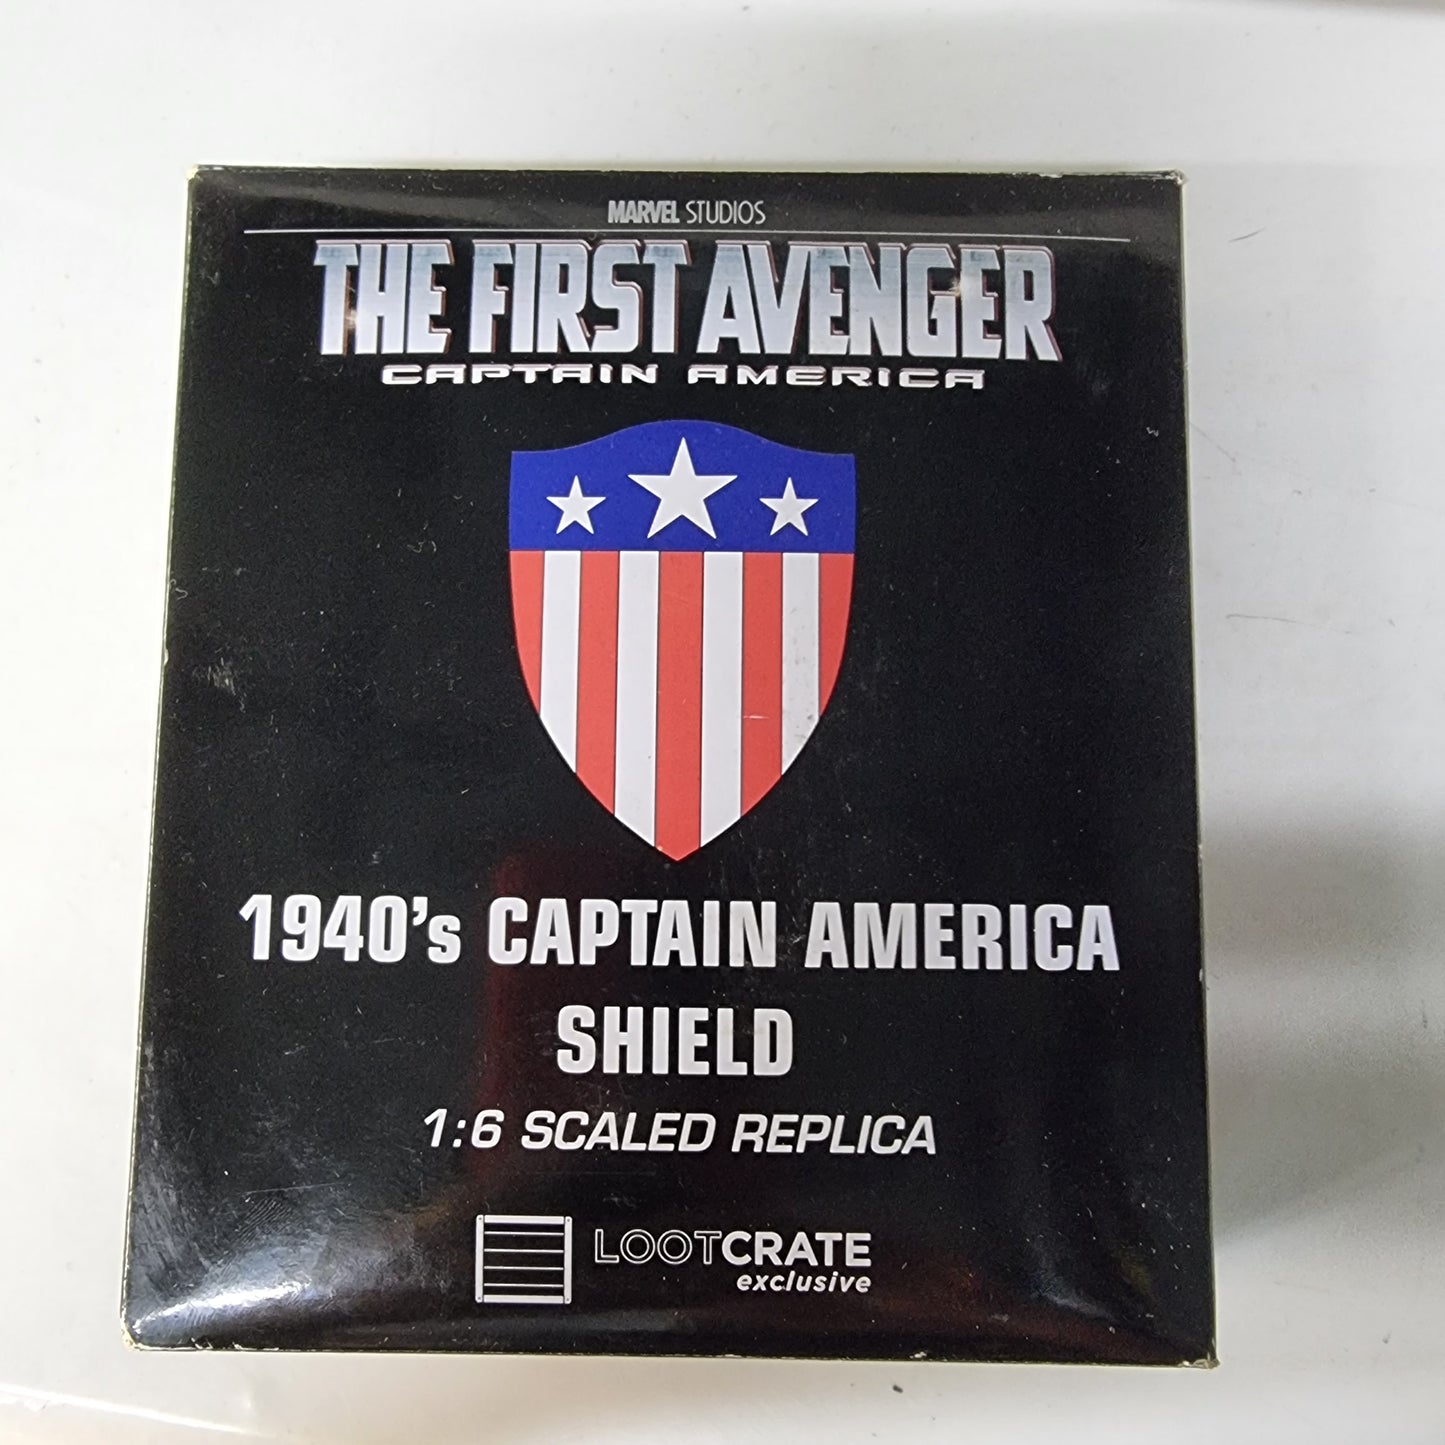 MARVEL STUDIOS
THE FIRST AVENGER
CAPTAIN AMERICA
1940's CAPTAIN AMERICA
SHIELD
1:6 SCALED REPLICA
LOOTCRATE
exclusive